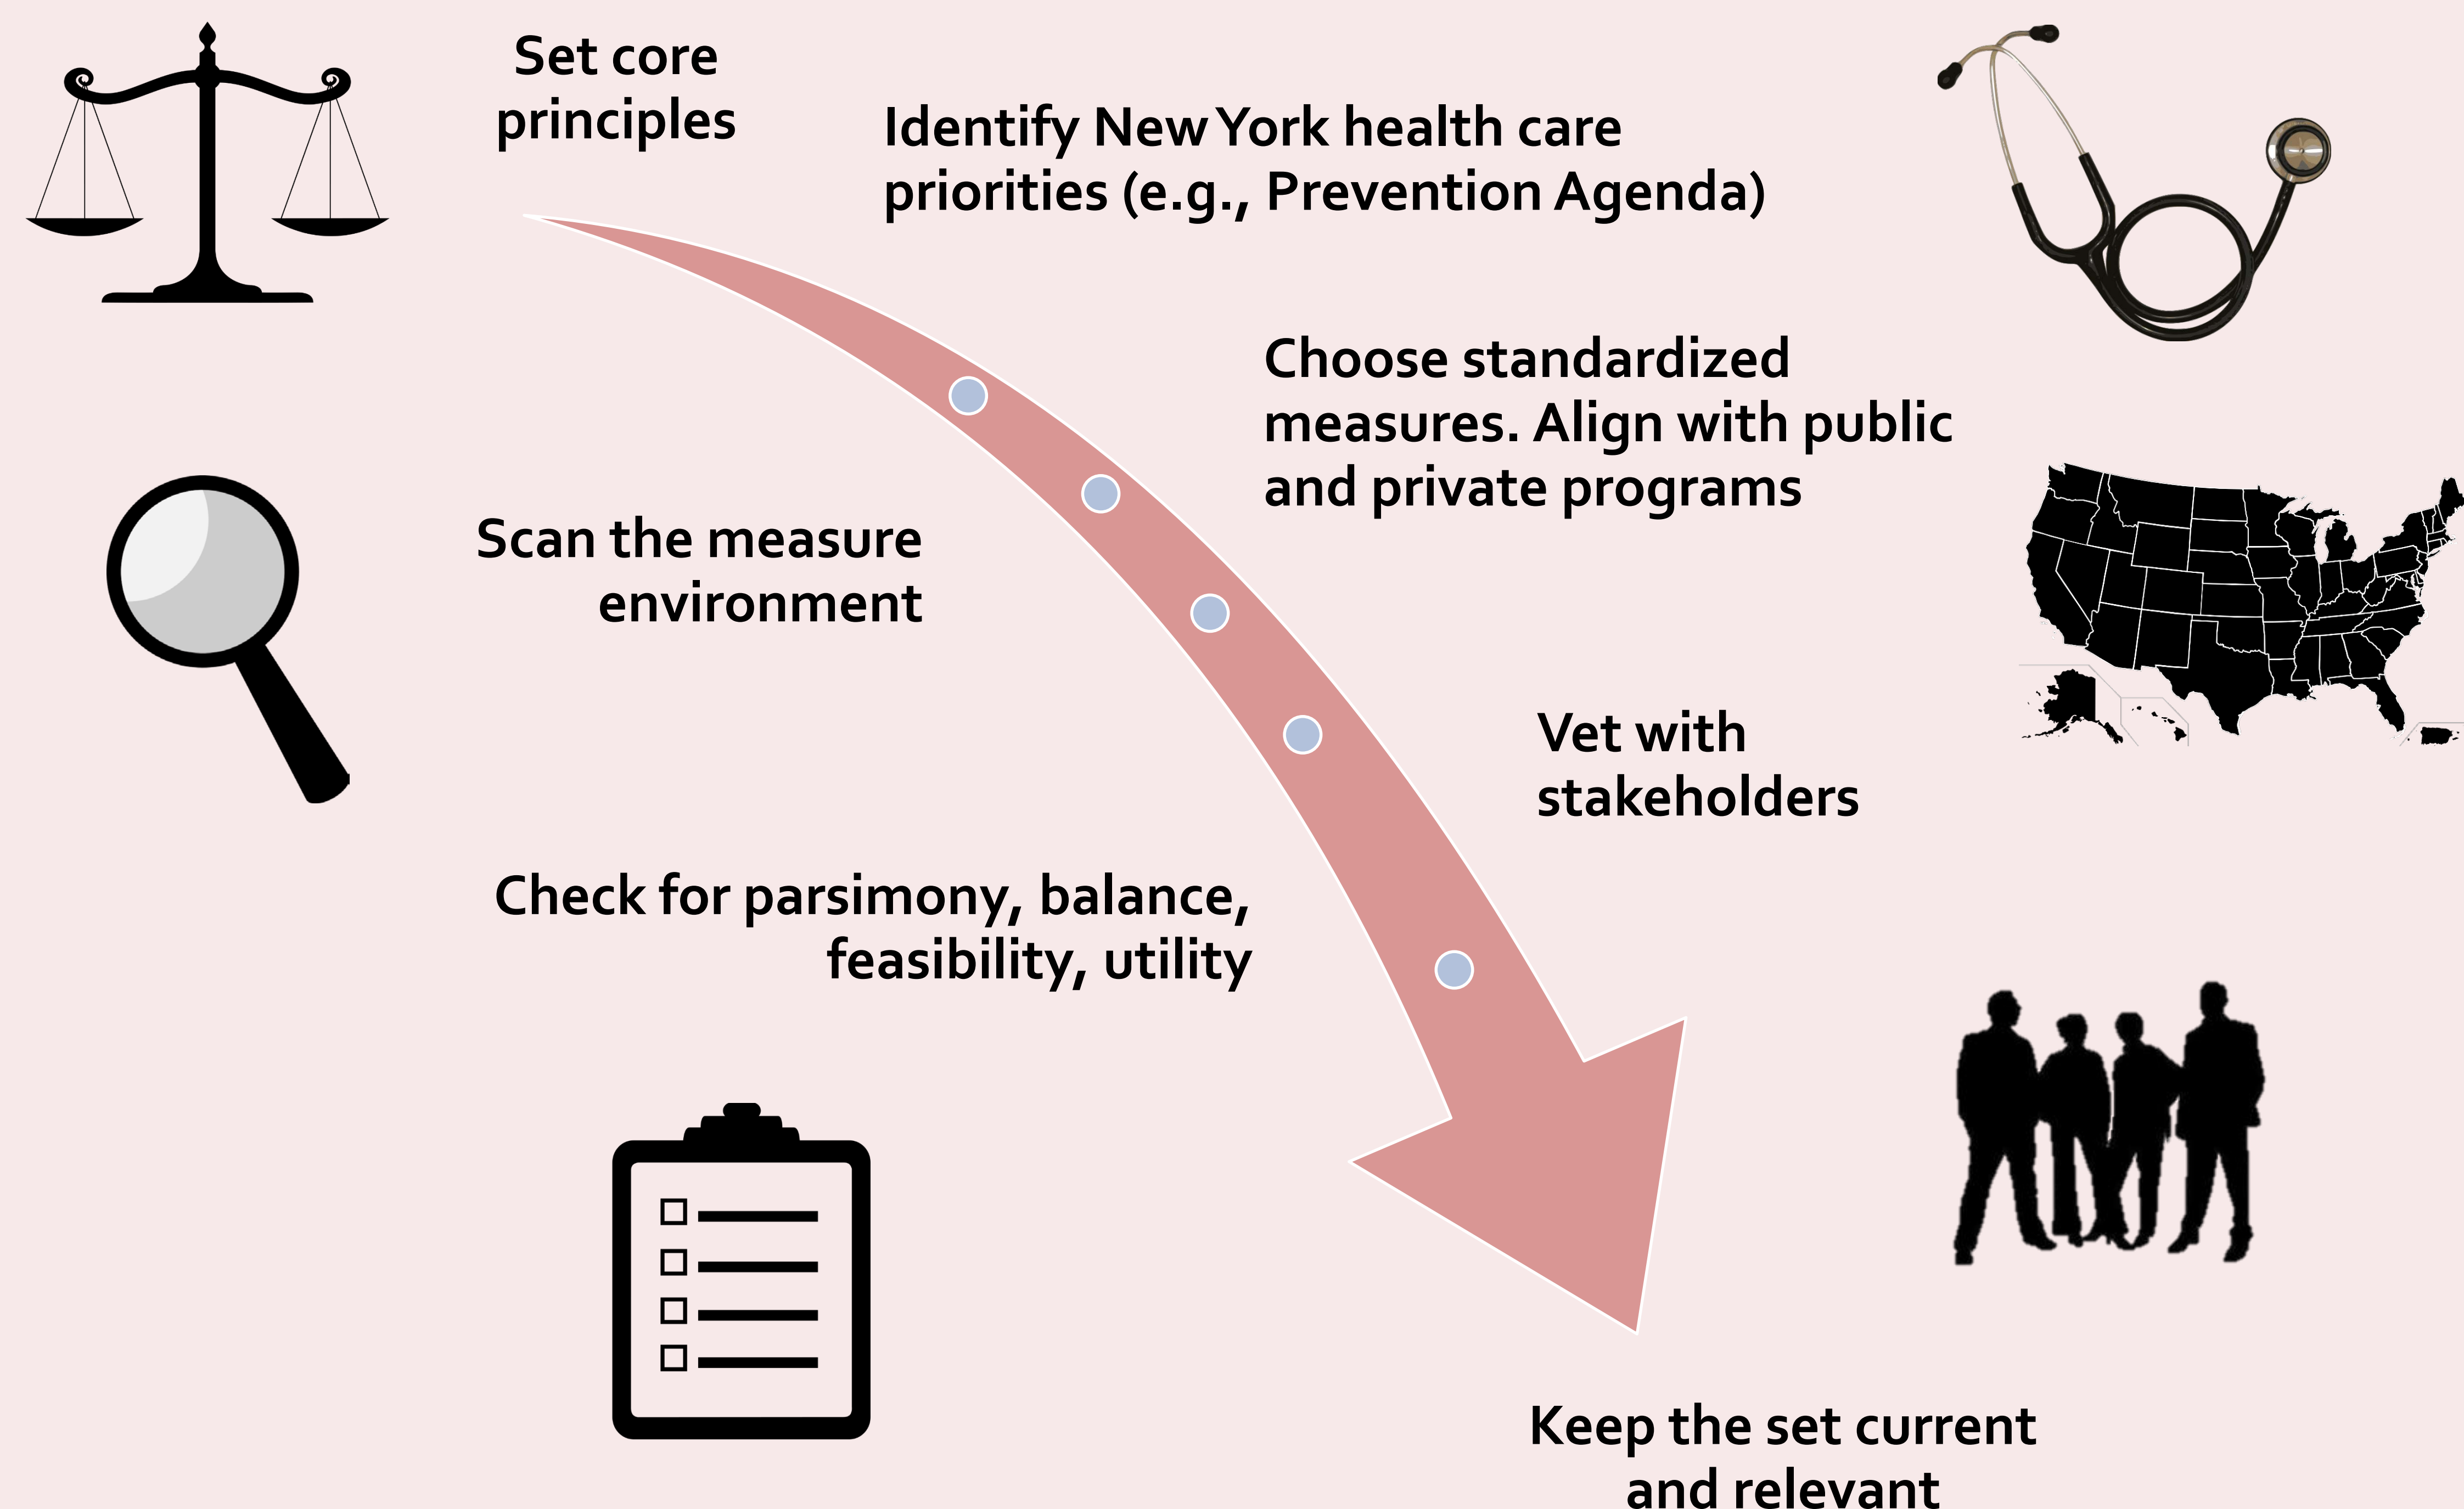 Set core
principles
Identify New York health care
priorities (e.g., Prevention Agenda)
Choose standardized
measures. Align with public
and private programs
Scan the measure
environment
Vet with
stakeholders
Check for parsimony, balance,
feasibility, utility
Keep the set current
and relevant